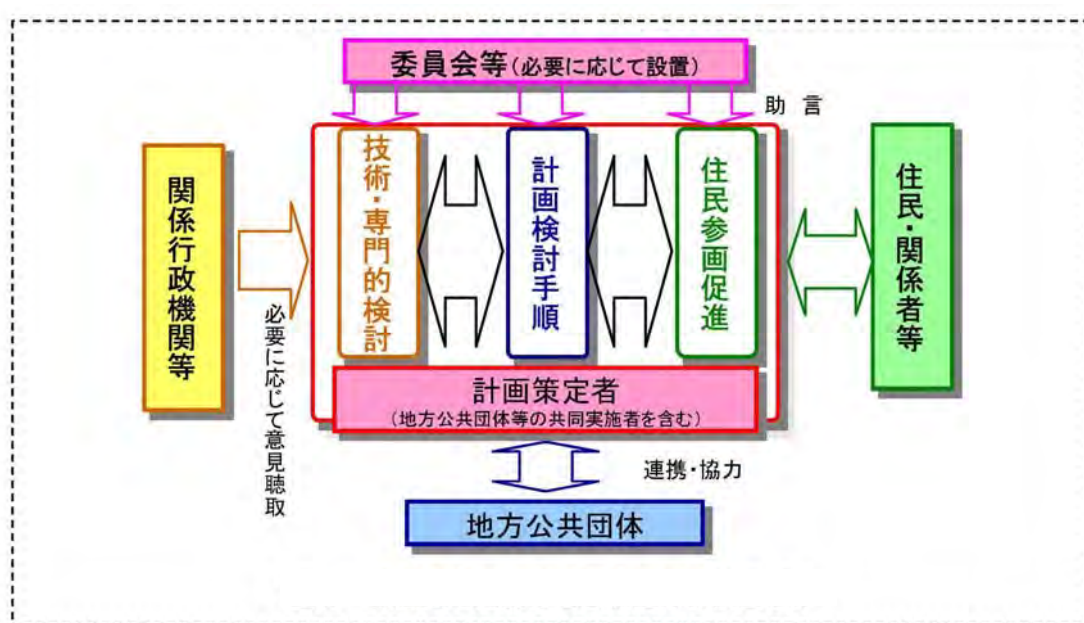 委員会等(必要に応じて設置)
助 言
関係行政機関等
必要に応じて意見聴取
技術・専門的検討
計画検討手順
住民参画促進
住民・関係者等
計画策定者
(地方公共団体等の共同実施者を含む)
連携・協力
地方公共団体